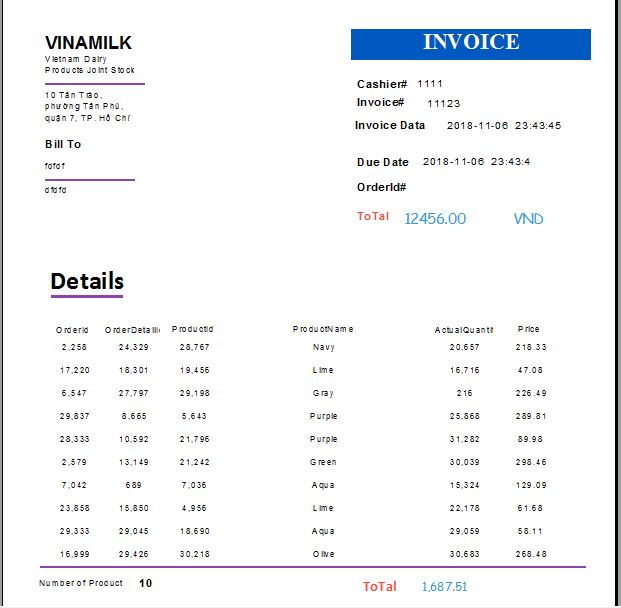 VINAMILK
Vietnam Dairy
Products Joint Stock
10 Tân Trào,
phường Tân Phú,
quận 7, TP. Hồ Chí
Bill To
fdfdf
dfdfd
INVOICE
Cashier# 1111
Invoice# 11123
Invoice Data 2018-11-06 23:43:45
Due Date 2018-11-06 23:43:4
OrderId#
ToTal 12456.00 VND
Details
OrderId OrderDetaili ProductId ProductName ActualQuantit Price
2,258 24,329 28,767 Navy 20,657 218.33
17,220 18,301 19,456 Lime 16,716 47.08
6,547 27,797 29,198 Gray 216 226.49
29,837 8,665 5,643 Purple 25,868 289.81
28,333 10,592 21,796 Purple 31,282 89.98
2,579 13,149 21,242 Green 30,039 298.46
7,042 689 7,036 Aqua 15,324 129.09
23,858 15,850 4,956 Lime 22,178 61.68
29,333 29,045 18,690 Aqua 29,059 58.11
16,999 29,426 30,218 Olive 30,683 268.48
Number of Product 10 ToTal 1,687.51